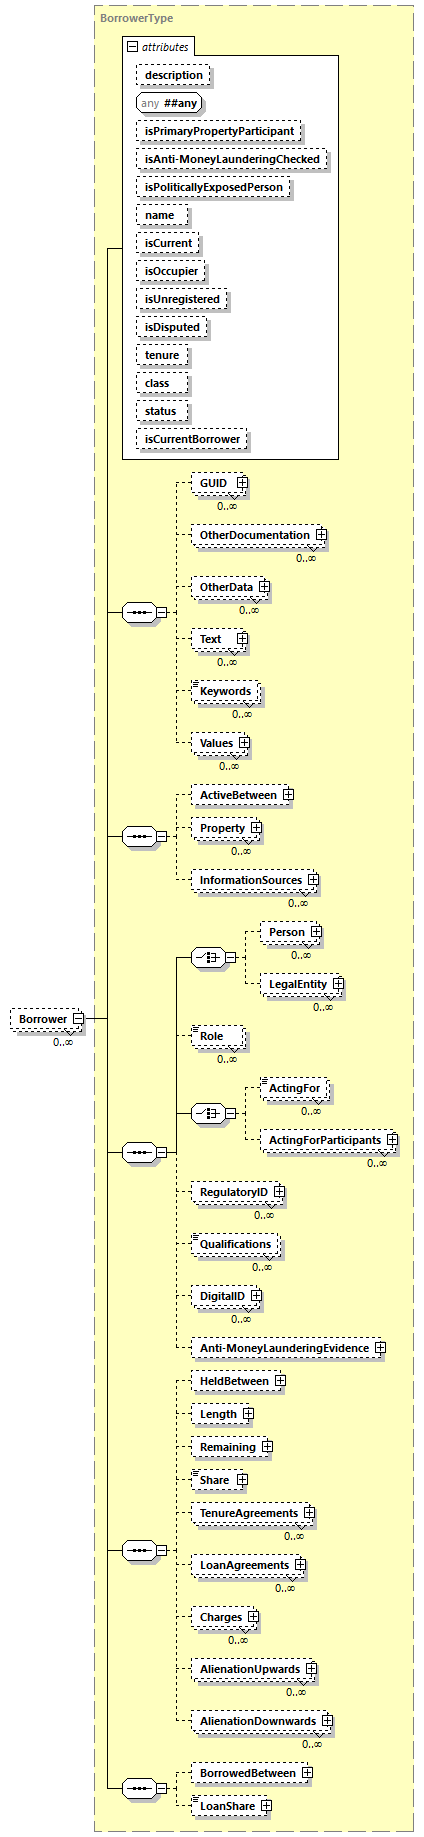 BorrowerType
attributes
description
any ##any
isPrimaryPropertyParticipant
isAnti-MoneyLaunderingChecked
isPoliticallyExposedPerson
name
isCurrent
isOccupier
isUnregistered
isDisputed
tenure
class
status
isCurrentBorrower
GUID
0..∞
OtherDocumentation
0..∞
OtherData
0..∞
Text
0..∞
Keywords
0..∞
Values
0..∞
ActiveBetween
Property
0..∞
InformationSources
0..∞
Person
0..∞
LegalEntity
0..∞
Borrower
0..∞
Role
0..∞
ActingFor
0..∞
ActingForParticipants
0..∞
RegulatoryID
0..∞
Qualifications
0..∞
DigitalID
0..∞
Anti-MoneyLaunderingEvidence
HeldBetween
Length
Remaining
Share
TenureAgreements
0..∞
LoanAgreements
0..∞
Charges
0..∞
AlienationUpwards
0..∞
AlienationDownwards
0..∞
BorrowedBetween
LoanShare